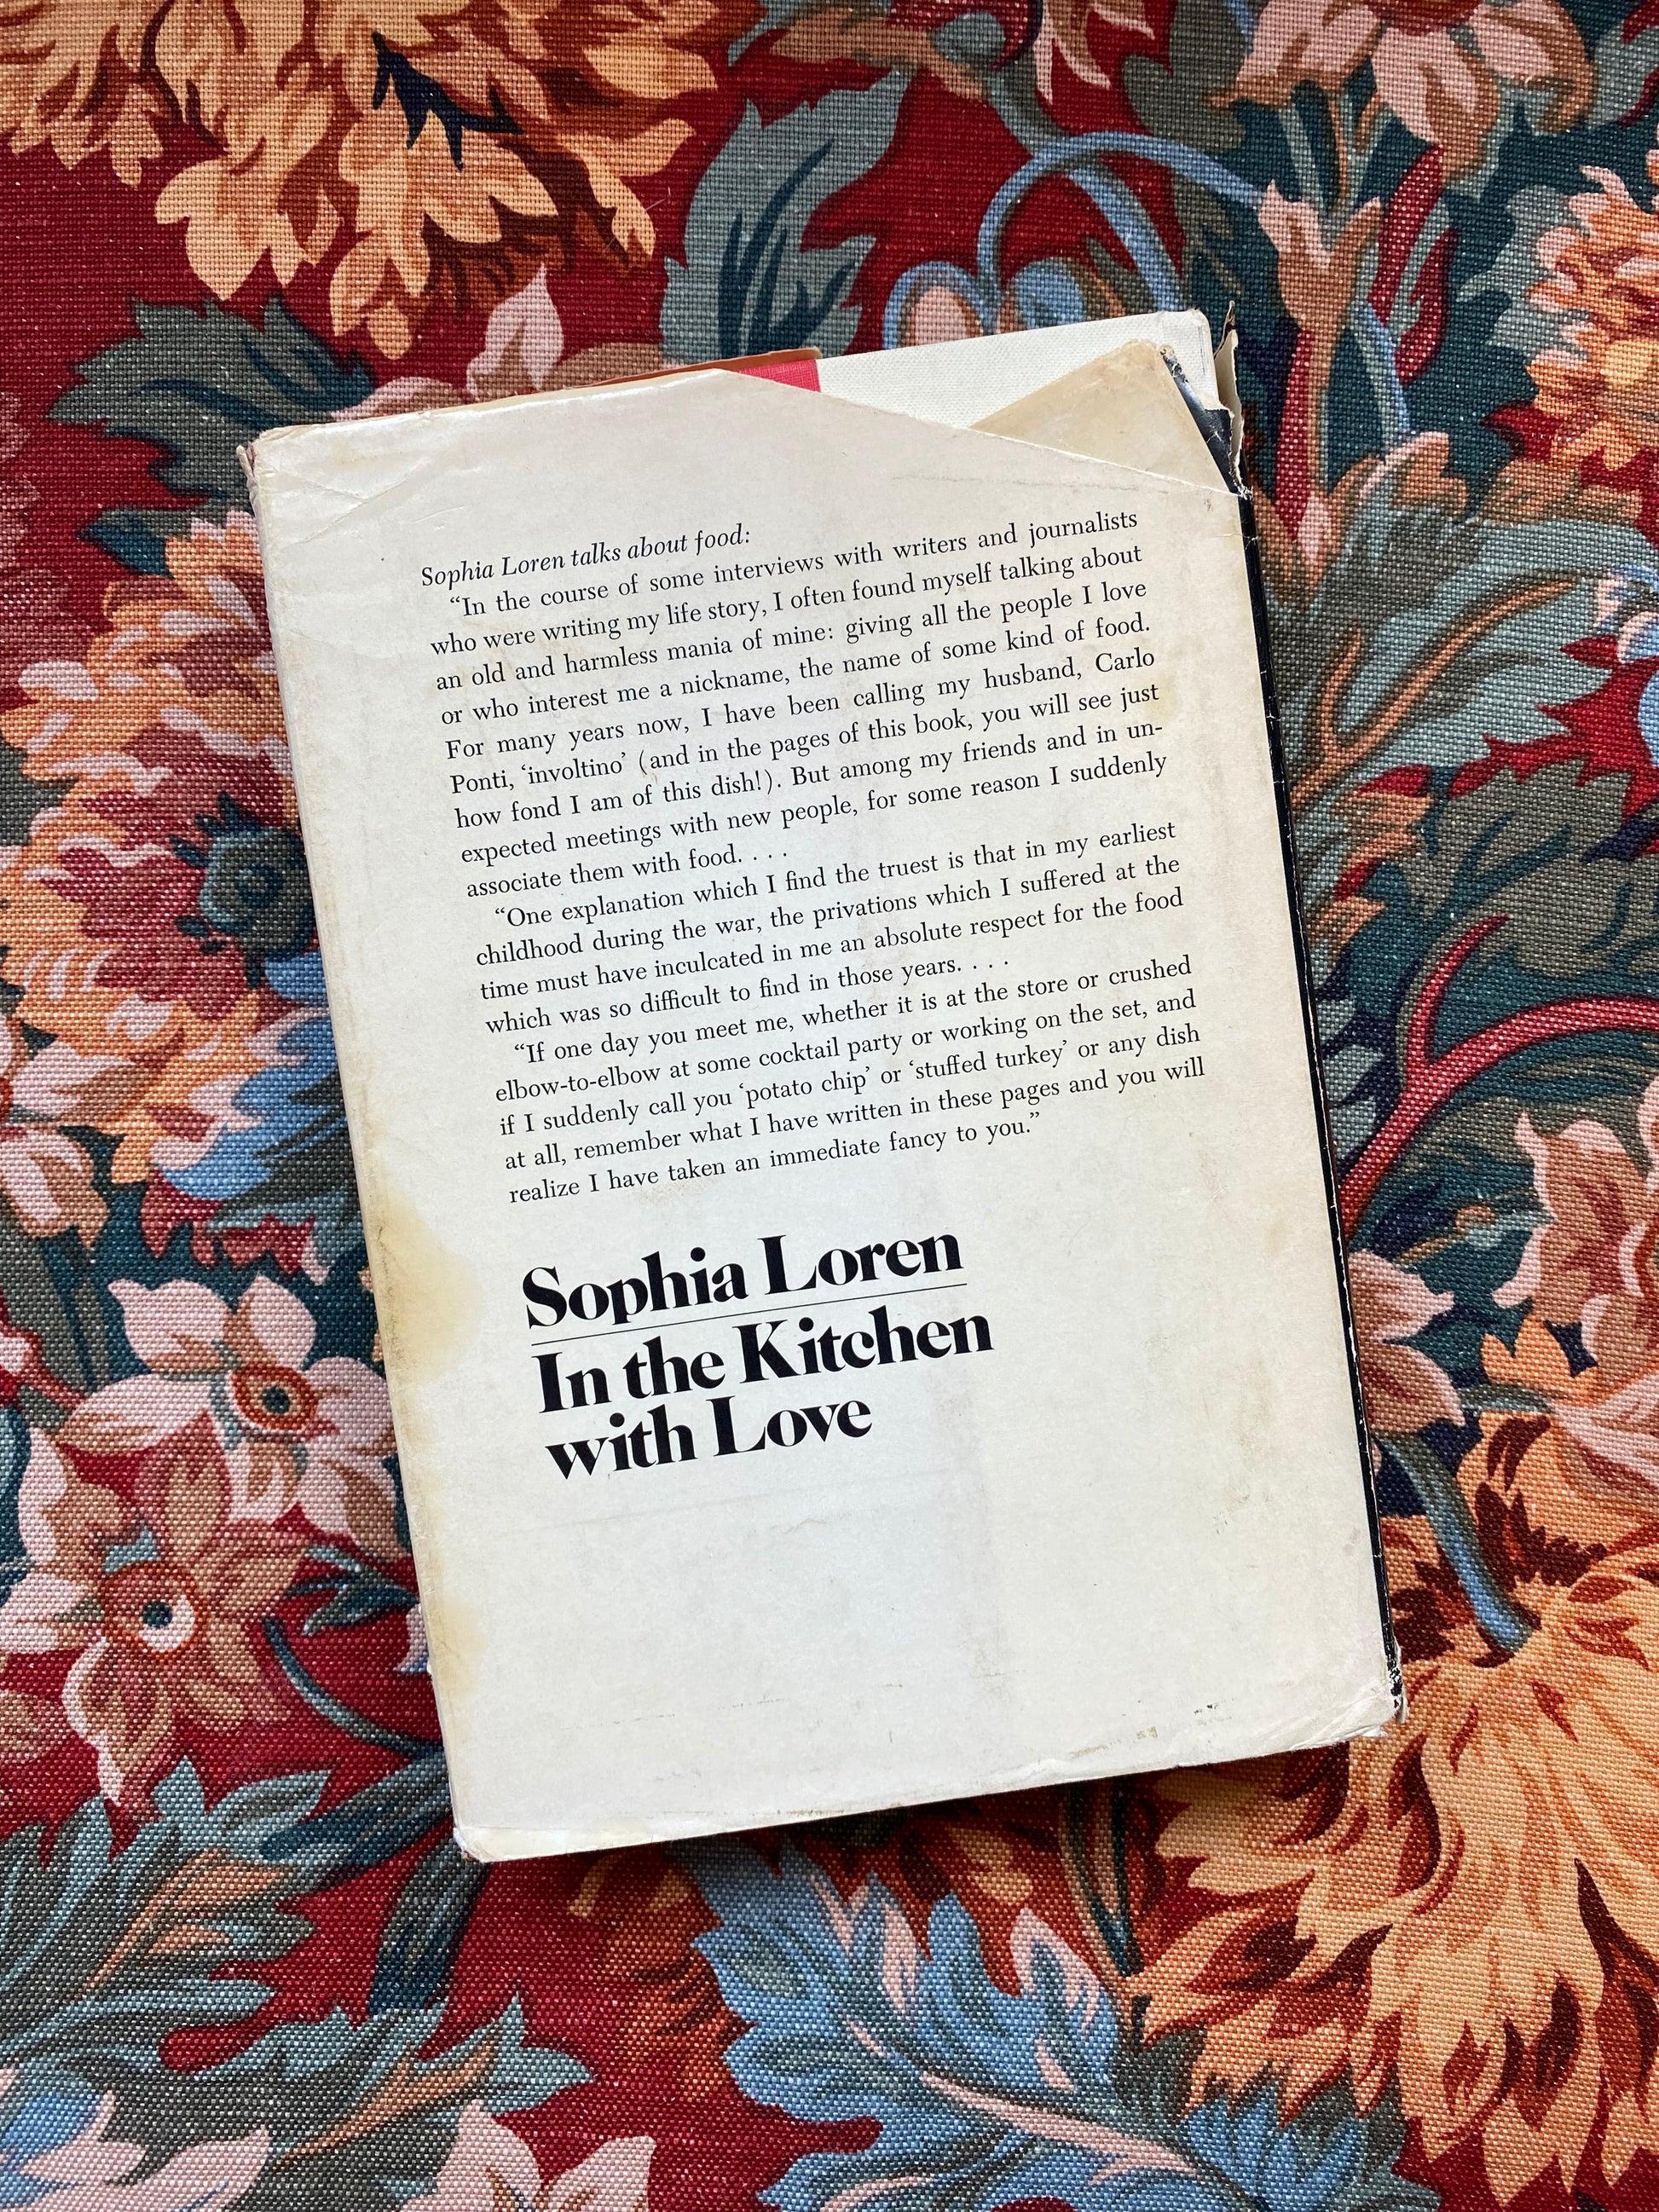 Sophia Loren talks about food:
“In the course of some interviews with writers and journalists
who were writing my life story, I often found myself talking about
an old and harmless mania of mine: giving all the people I love
or who interest me a nickname, the name of some kind of food.
For many years now, I have been calling my husband, Carlo
Ponti, ‘involtino’ (and in the pages of this book, you will see just
how fond I am of this dish!). But among my friends and in un-
expected meetings with new people, for some reason I suddenly
associate them with food. . . .
“One explanation which I find the truest is that in my earliest
childhood during the war, the privations which I suffered at the
time must have inculcated in me an absolute respect for the food
which was so difficult to find in those years. . . .
“If one day you meet me, whether it is at the store or crushed
elbow-to-elbow at some cocktail party or working on the set, and
if I suddenly call you ‘potato chip’ or ‘stuffed turkey’ or any dish
at all, remember what I have written in these pages and you will
realize I have taken an immediate fancy to you.”
Sophia Loren
In the Kitchen
with Love